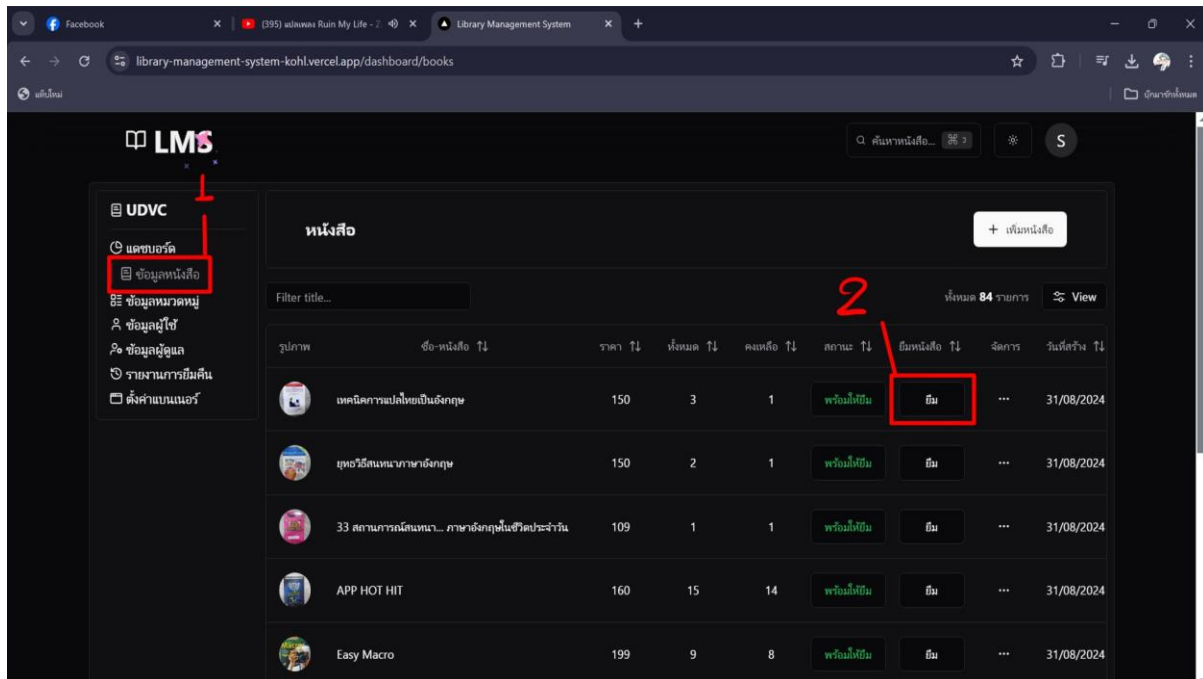 Facebook
(395) แปลเพลง Ruin My Life - Z
Library Management System
library-management-system-kohl.vercel.app/dashboard/books
แท็บใหม่
บุ๊กมาร์กทั้งหมด
LMS
ค้นหาหนังสือ...
S
1
UDVC
แดชบอร์ด
ข้อมูลหนังสือ
ข้อมูลหมวดหมู่
ข้อมูลผู้ใช้
ข้อมูลผู้ดูแล
รายงานการยืมคืน
ตั้งค่าแบนเนอร์
หนังสือ
+ เพิ่มหนังสือ
Filter title...
2
ทั้งหมด 84 รายการ
View
รูปภาพ ชื่อ-หนังสือ ราคา ทั้งหมด คงเหลือ สถานะ ยืมหนังสือ จัดการ วันที่สร้าง
เทคนิคการแปลไทยเป็นอังกฤษ 150 3 1 พร้อมให้ยืม ยืม ... 31/08/2024
ยุทธวิธีสนทนาภาษาอังกฤษ 150 2 1 พร้อมให้ยืม ยืม ... 31/08/2024
33 สถานการณ์สนทนา... ภาษาอังกฤษในชีวิตประจำวัน 109 1 1 พร้อมให้ยืม ยืม ... 31/08/2024
APP HOT HIT 160 15 14 พร้อมให้ยืม ยืม ... 31/08/2024
Easy Macro 199 9 8 พร้อมให้ยืม ยืม ... 31/08/2024